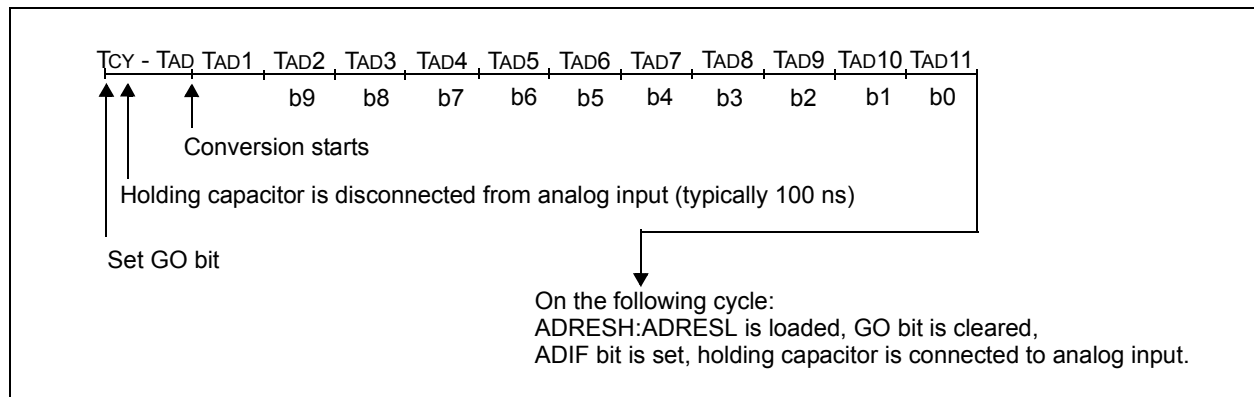 TCY - TAD TAD1 TAD2 TAD3 TAD4 TAD5 TAD6 TAD7 TAD8 TAD9 TAD10 TAD11
b9 b8 b7 b6 b5 b4 b3 b2 b1 b0
Conversion starts
Holding capacitor is disconnected from analog input (typically 100 ns)
Set GO bit
On the following cycle:
ADRESH:ADRESL is loaded, GO bit is cleared,
ADIF bit is set, holding capacitor is connected to analog input.